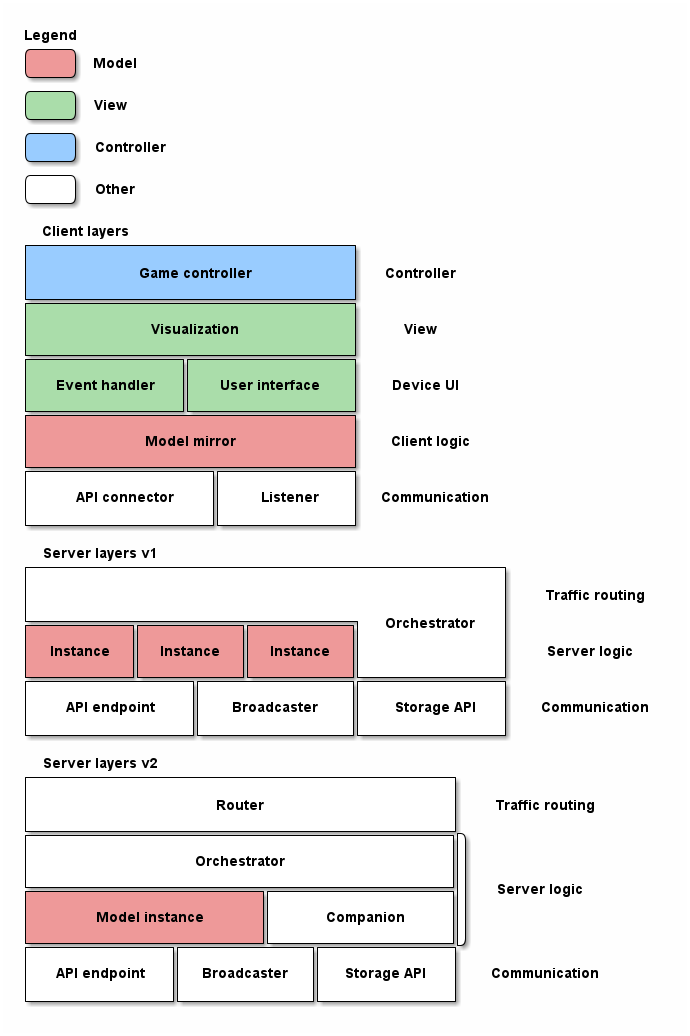 Legend
Model
View
Controller
Other
Client layers
Game controller Controller
Visualization View
Event handler User interface Device UI
Model mirror Client logic
API connector Listener Communication
Server layers v1
Traffic routing
Orchestrator
Instance Instance Instance Server logic
API endpoint Broadcaster Storage API Communication
Server layers v2
Router Traffic routing
Orchestrator
Server logic
Model instance Companion
API endpoint Broadcaster Storage API Communication